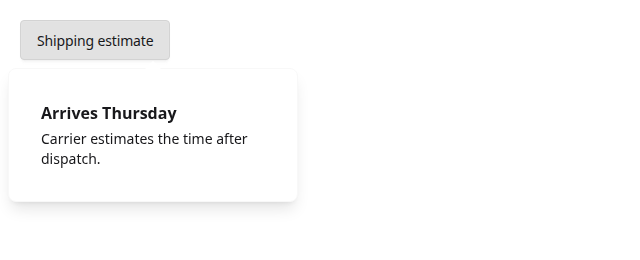 Shipping estimate
Arrives Thursday
Carrier estimates the time after
dispatch.